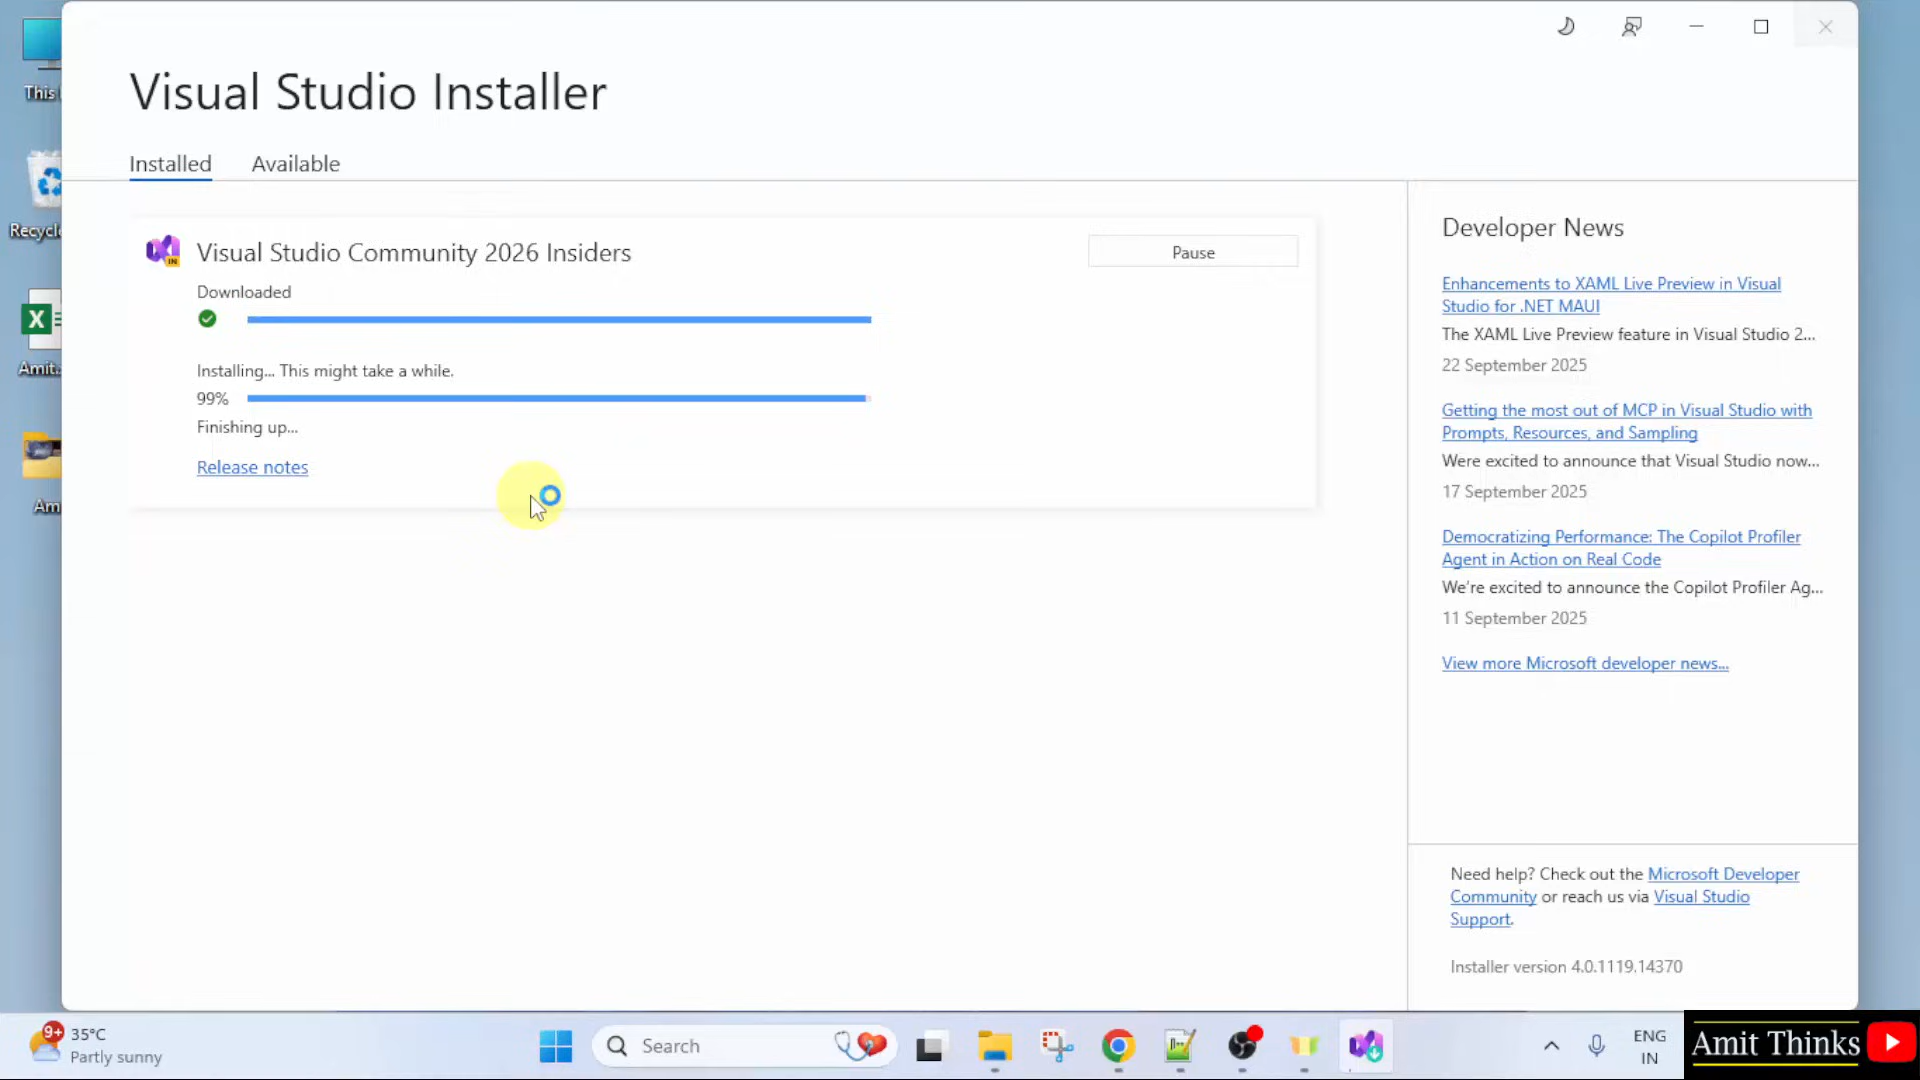 Visual Studio Installer
Installed
Available
Visual Studio Community 2026 Insiders
Pause
Downloaded
Installing... This might take a while.
99%
Finishing up...
Release notes
Developer News
Enhancements to XAML Live Preview in Visual
Studio for .NET MAUI
The XAML Live Preview feature in Visual Studio 2...
22 September 2025
Getting the most out of MCP in Visual Studio with
Prompts, Resources, and Sampling
Were excited to announce that Visual Studio now...
17 September 2025
Democratizing Performance: The Copilot Profiler
Agent in Action on Real Code
We're excited to announce the Copilot Profiler Ag...
11 September 2025
View more Microsoft developer news...
Need help? Check out the Microsoft Developer
Community or reach us via Visual Studio
Support.
Installer version 4.0.1119.14370
This
Recycle
X
Amit...
Am
9+
35°C
Partly sunny
Search
ENG
IN
Amit Thinks